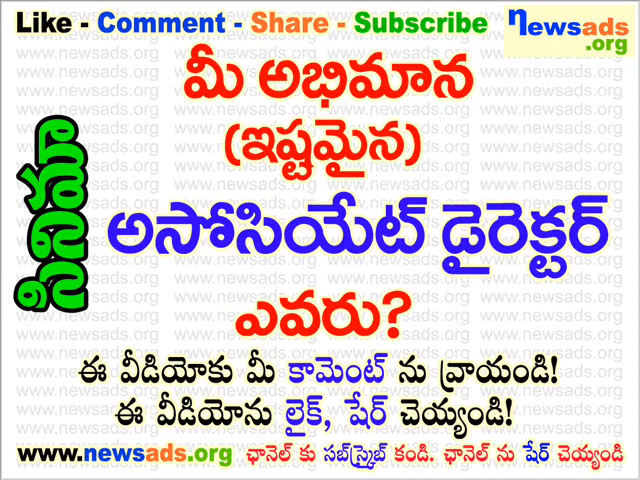 Like - Comment - Share - Subscribe
newsads
.org
మీ అభిమాన
(ఇష్టమైన)
సినిమా
అసోసియేట్ డైరెక్టర్
ఎవరు?
ఈ వీడియోకు మీ కామెంట్ ను వ్రాయండి!
ఈ వీడియోను లైక్, షేర్ చెయ్యండి!
www.newsads.org ఛానెల్ కు సబ్‌స్క్రైబ్ కండి. ఛానెల్ ను షేర్ చెయ్యండి